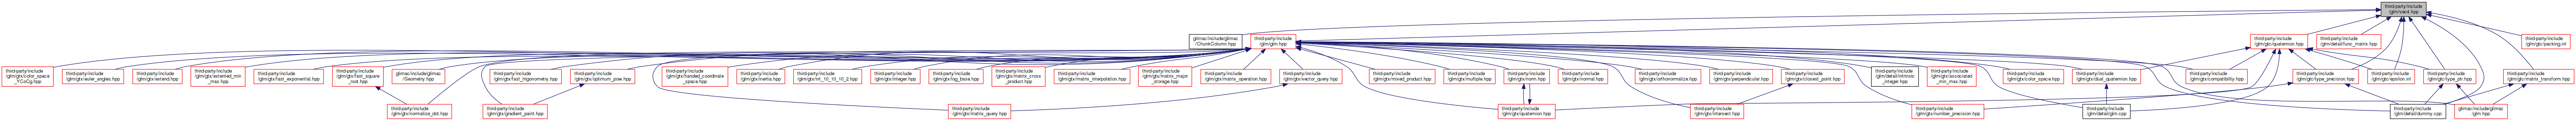 third-party/include
/glm/vec4.hpp
glimac/include/glimac
/ChunkColumn.hpp
third-party/include
/glm/glm.hpp
third-party/include
/glm/gtc/quaternion.hpp
third-party/include
/glm/detail/func_matrix.hpp
third-party/include
/glm/gtc/packing.inl
third-party/include
/glm/gtx/color_space
_YCoCg.hpp
third-party/include
/glm/gtx/euler_angles.hpp
third-party/include
/glm/gtx/extend.hpp
third-party/include
/glm/gtx/extented_min
_max.hpp
third-party/include
/glm/gtx/fast_exponential.hpp
third-party/include
/glm/gtx/fast_square
_root.hpp
glimac/include/glimac
/Geometry.hpp
third-party/include
/glm/gtx/fast_trigonometry.hpp
third-party/include
/glm/gtx/optimum_pow.hpp
third-party/include
/glm/gtx/handed_coordinate
_space.hpp
third-party/include
/glm/gtx/inertia.hpp
third-party/include
/glm/gtx/int_10_10_10_2.hpp
third-party/include
/glm/gtx/integer.hpp
third-party/include
/glm/gtx/log_base.hpp
third-party/include
/glm/gtx/matrix_cross
_product.hpp
third-party/include
/glm/gtx/matrix_interpolation.hpp
third-party/include
/glm/gtx/matrix_major
_storage.hpp
third-party/include
/glm/gtx/matrix_operation.hpp
third-party/include
/glm/gtx/vector_query.hpp
third-party/include
/glm/gtx/mixed_product.hpp
third-party/include
/glm/gtx/multiple.hpp
third-party/include
/glm/gtx/norm.hpp
third-party/include
/glm/gtx/normal.hpp
third-party/include
/glm/gtx/orthonormalize.hpp
third-party/include
/glm/gtx/perpendicular.hpp
third-party/include
/glm/gtx/closest_point.hpp
third-party/include
/glm/detail/intrinsic
_integer.hpp
third-party/include
/glm/gtx/associated
_min_max.hpp
third-party/include
/glm/gtx/color_space.hpp
third-party/include
/glm/gtx/dual_quaternion.hpp
third-party/include
/glm/gtx/compatibility.hpp
third-party/include
/glm/gtc/type_precision.hpp
third-party/include
/glm/gtc/epsilon.inl
third-party/include
/glm/gtc/type_ptr.hpp
third-party/include
/glm/gtc/matrix_transform.hpp
third-party/include
/glm/gtx/normalize_dot.hpp
third-party/include
/glm/gtx/gradient_paint.hpp
third-party/include
/glm/gtx/matrix_query.hpp
third-party/include
/glm/gtx/quaternion.hpp
third-party/include
/glm/gtx/intersect.hpp
third-party/include
/glm/gtx/number_precision.hpp
third-party/include
/glm/detail/glm.cpp
third-party/include
/glm/detail/dummy.cpp
glimac/include/glimac
/glm.hpp